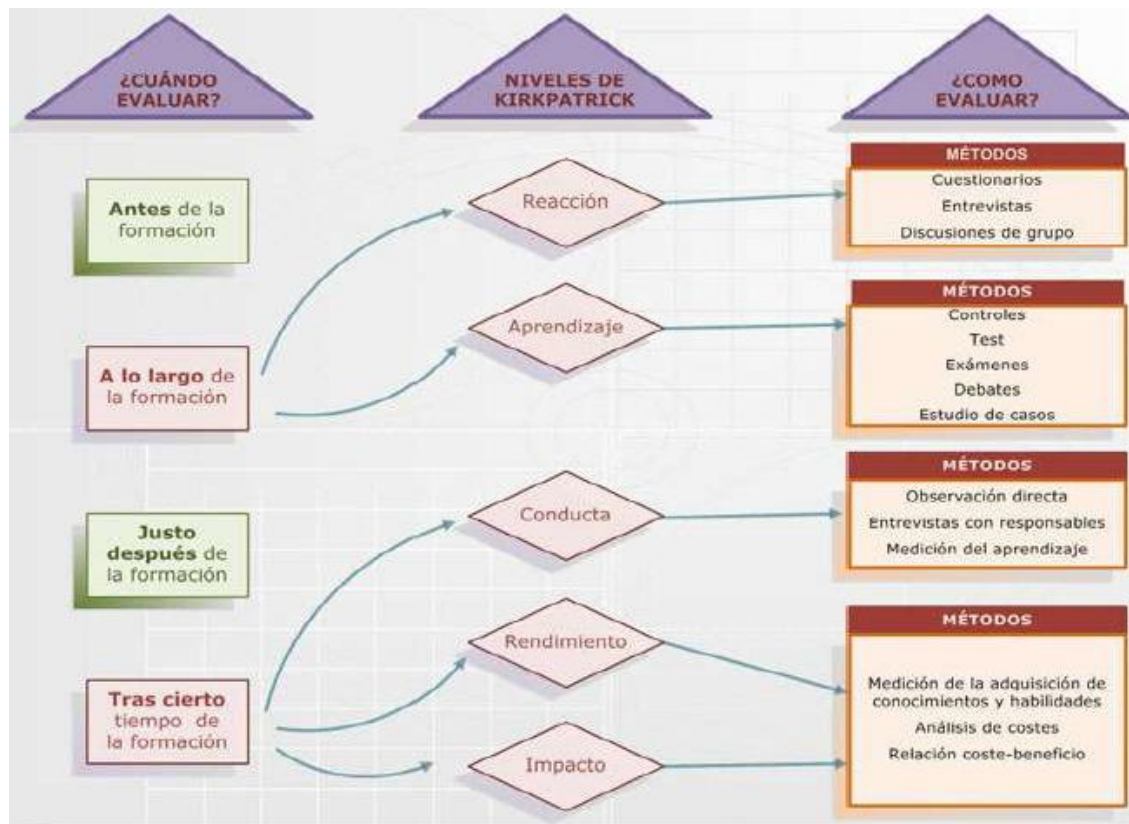 ¿CUÁNDO
EVALUAR?
NIVELES DE
KIRKPATRICK
¿COMO
EVALUAR?
Antes de la
formación
A lo largo de
la formación
Justo
después de
la formación
Tras cierto
tiempo de
la formación
Reacción
Aprendizaje
Conducta
Rendimiento
Impacto
MÉTODOS
Cuestionarios
Entrevistas
Discusiones de grupo
MÉTODOS
Controles
Test
Exámenes
Debates
Estudio de casos
MÉTODOS
Observación directa
Entrevistas con responsables
Medición del aprendizaje
MÉTODOS
Medición de la adquisición de
conocimientos y habilidades
Análisis de costes
Relación coste-beneficio